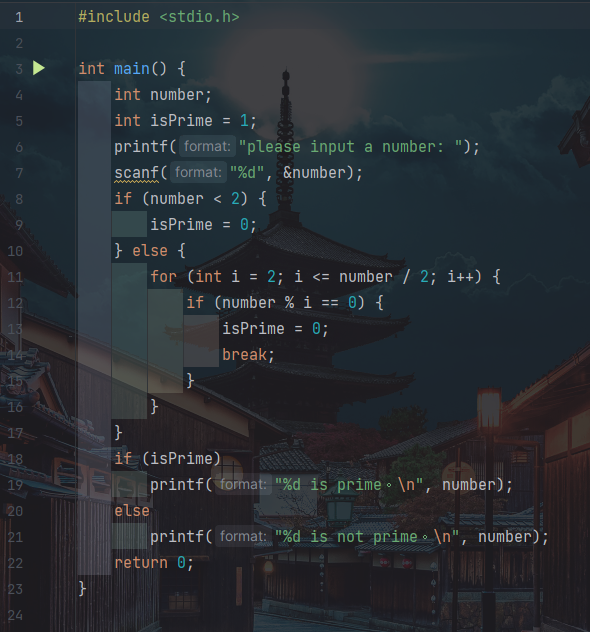 1 #include <stdio.h>
2
3 int main() {
4 int number;
5 int isPrime = 1;
6 printf( format: "please input a number: ");
7 scanf( format: "%d", &number);
8 if (number < 2) {
9 isPrime = 0;
10 } else {
11 for (int i = 2; i <= number / 2; i++) {
12 if (number % i == 0) {
13 isPrime = 0;
14 break;
15 }
16 }
17 }
18 if (isPrime)
19 printf( format: "%d is prime。\n", number);
20 else
21 printf( format: "%d is not prime。\n", number);
22 return 0;
23 }
24